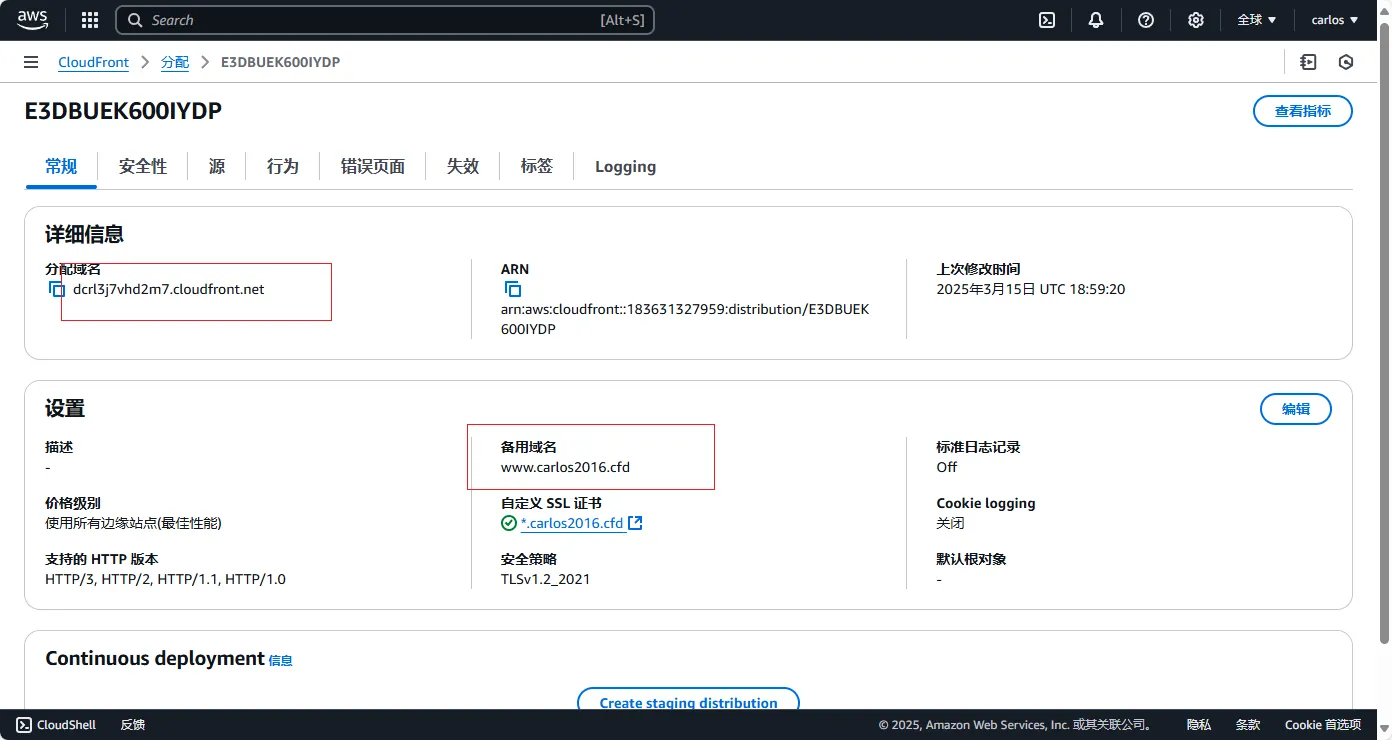 aws
Search [Alt+S]
全球 ▼
carlos ▼
CloudFront > 分配 > E3DBUEK600IYDP
E3DBUEK600IYDP
查看指标
常规
安全性
源
行为
错误页面
失效
标签
Logging
详细信息
分配域名
dcrl3j7vhd2m7.cloudfront.net
ARN
arn:aws:cloudfront::183631327959:distribution/E3DBUEK
600IYDP
上次修改时间
2025年3月15日 UTC 18:59:20
设置
编辑
描述
-
价格级别
使用所有边缘站点(最佳性能)
支持的 HTTP 版本
HTTP/3, HTTP/2, HTTP/1.1, HTTP/1.0
备用域名
www.carlos2016.cfd
自定义 SSL 证书
*.carlos2016.cfd
安全策略
TLSv1.2_2021
标准日志记录
Off
Cookie logging
关闭
默认根对象
-
Continuous deployment 信息
Create staging distribution
CloudShell
反馈
© 2025, Amazon Web Services, Inc. 或其关联公司。
隐私
条款
Cookie 首选项